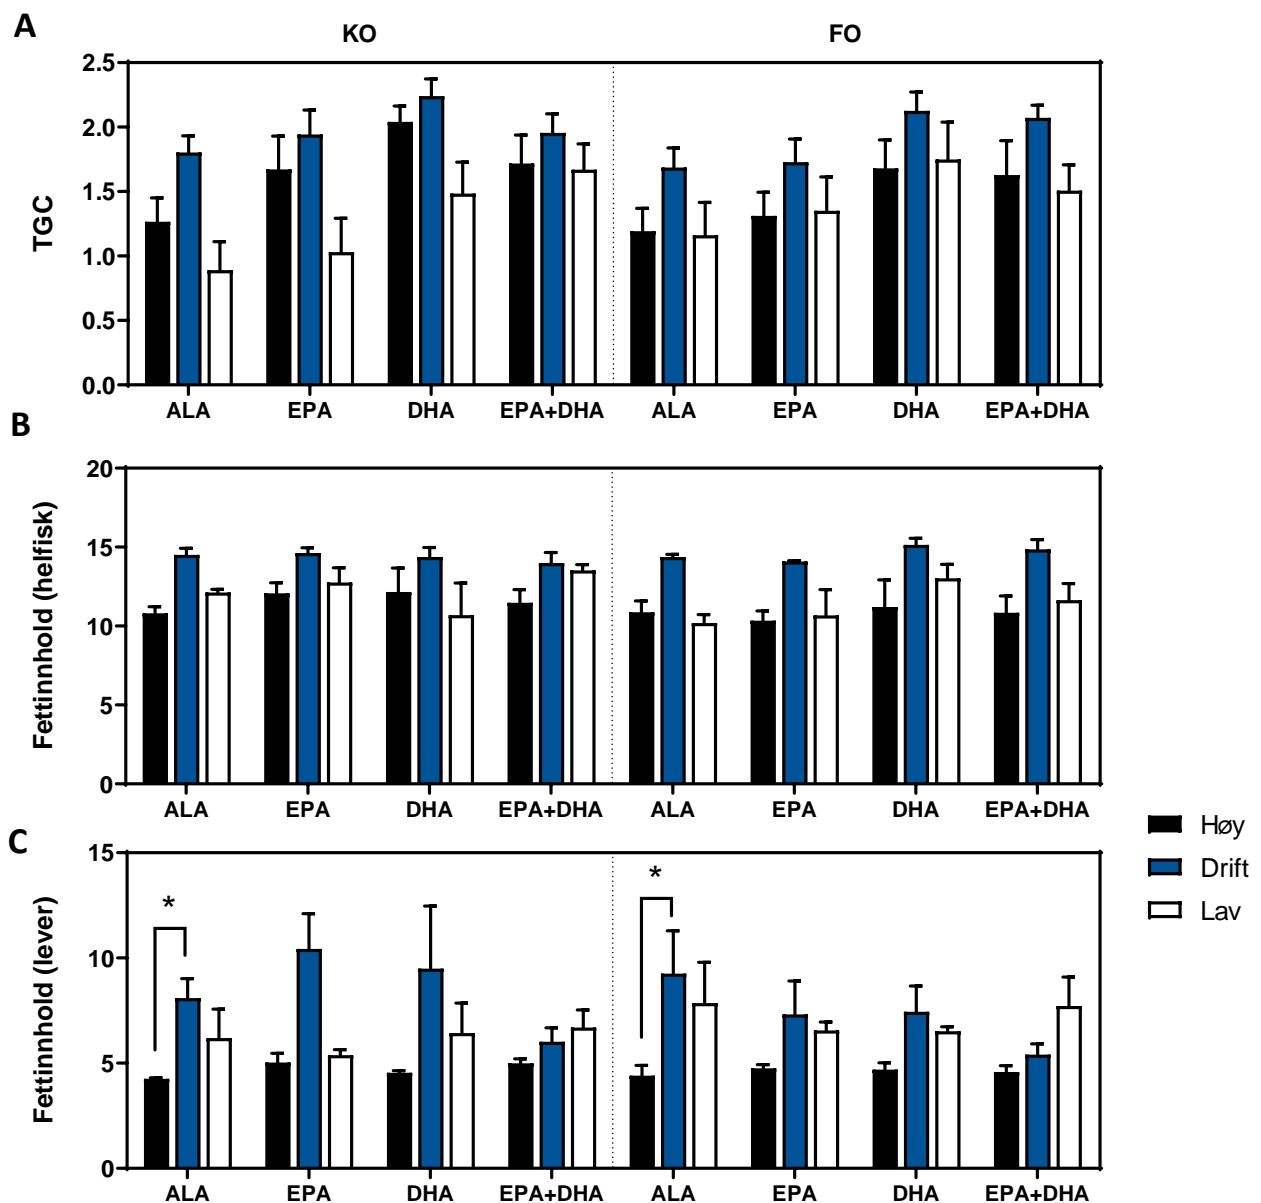 A
KO FO
TGC
2.5
2.0
1.5
1.0
0.5
0.0
ALA EPA DHA EPA+DHA ALA EPA DHA EPA+DHA
B
Fettinnhold (helfisk)
20
15
10
5
0
ALA EPA DHA EPA+DHA ALA EPA DHA EPA+DHA
C
Fettinnhold (lever)
15
10
5
0
* *
ALA EPA DHA EPA+DHA ALA EPA DHA EPA+DHA
Høy
Drift
Lav